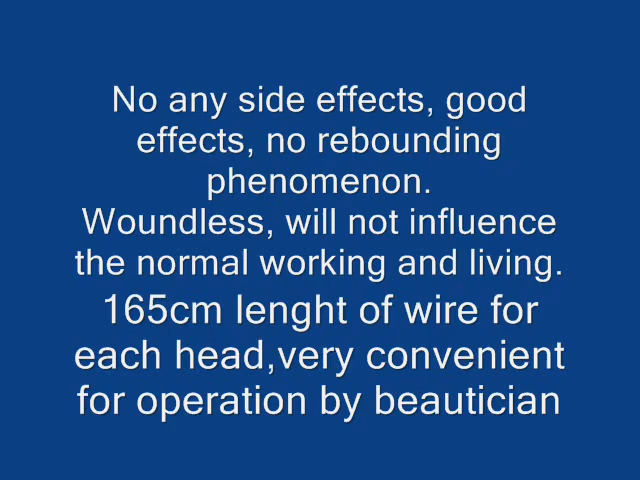 No any side effects, good
effects, no rebounding
phenomenon.
Woundless, will not influence
the normal working and living.
165cm lenght of wire for
each head,very convenient
for operation by beautician